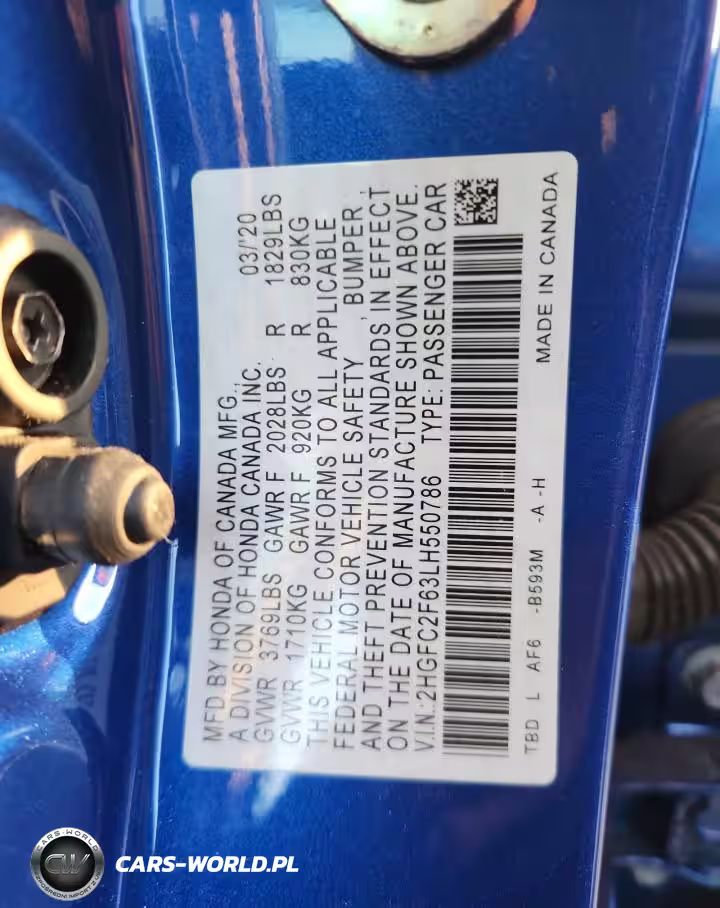 MFD BY HONDA OF CANADA MFG., 03/'20
A DIVISION OF HONDA CANADA INC.
GVWR 3769LBS GAWR F 2028LBS R 1829LBS
GVWR 1710KG GAWR F 920KG R 830KG
THIS VEHICLE CONFORMS TO ALL APPLICABLE
FEDERAL MOTOR VEHICLE SAFETY , BUMPER ,
AND THEFT PREVENTION STANDARDS IN EFFECT
ON THE DATE OF MANUFACTURE SHOWN ABOVE.
V.I.N.:2HGFC2F63LH550786 TYPE: PASSENGER CAR
TBD L AF6 -B593M -A -H MADE IN CANADA
CARS-WORLD
CW
CARS-WORLD.PL